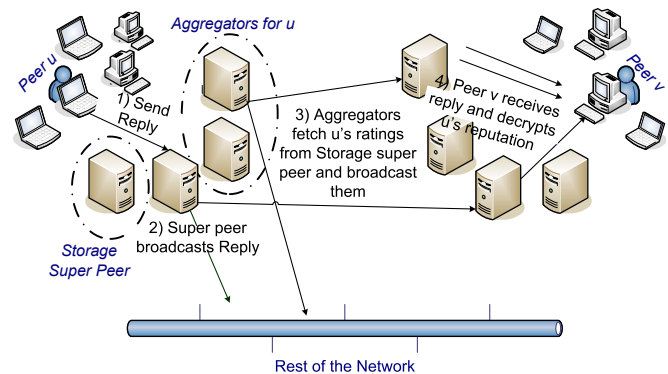 Aggregators for u
Peer u
Peer v
1) Send
Reply
4) Peer v receives
reply and decrypts
u's reputation
3) Aggregators
fetch u's ratings
from Storage super
peer and broadcast
them
2) Super peer
broadcasts Reply
Storage
Super Peer
Rest of the Network